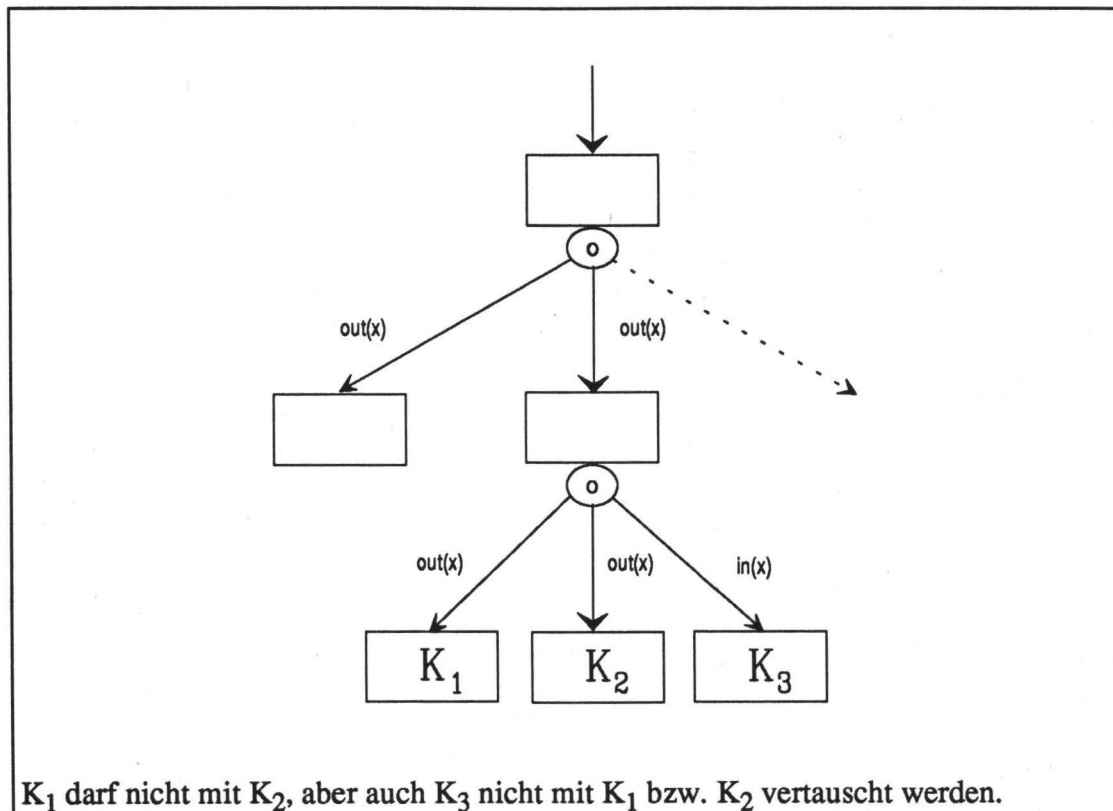 o
out(x) out(x)
o
out(x) out(x) in(x)
K₁ K₂ K₃
K₁ darf nicht mit K₂, aber auch K₃ nicht mit K₁ bzw. K₂ vertauscht werden.